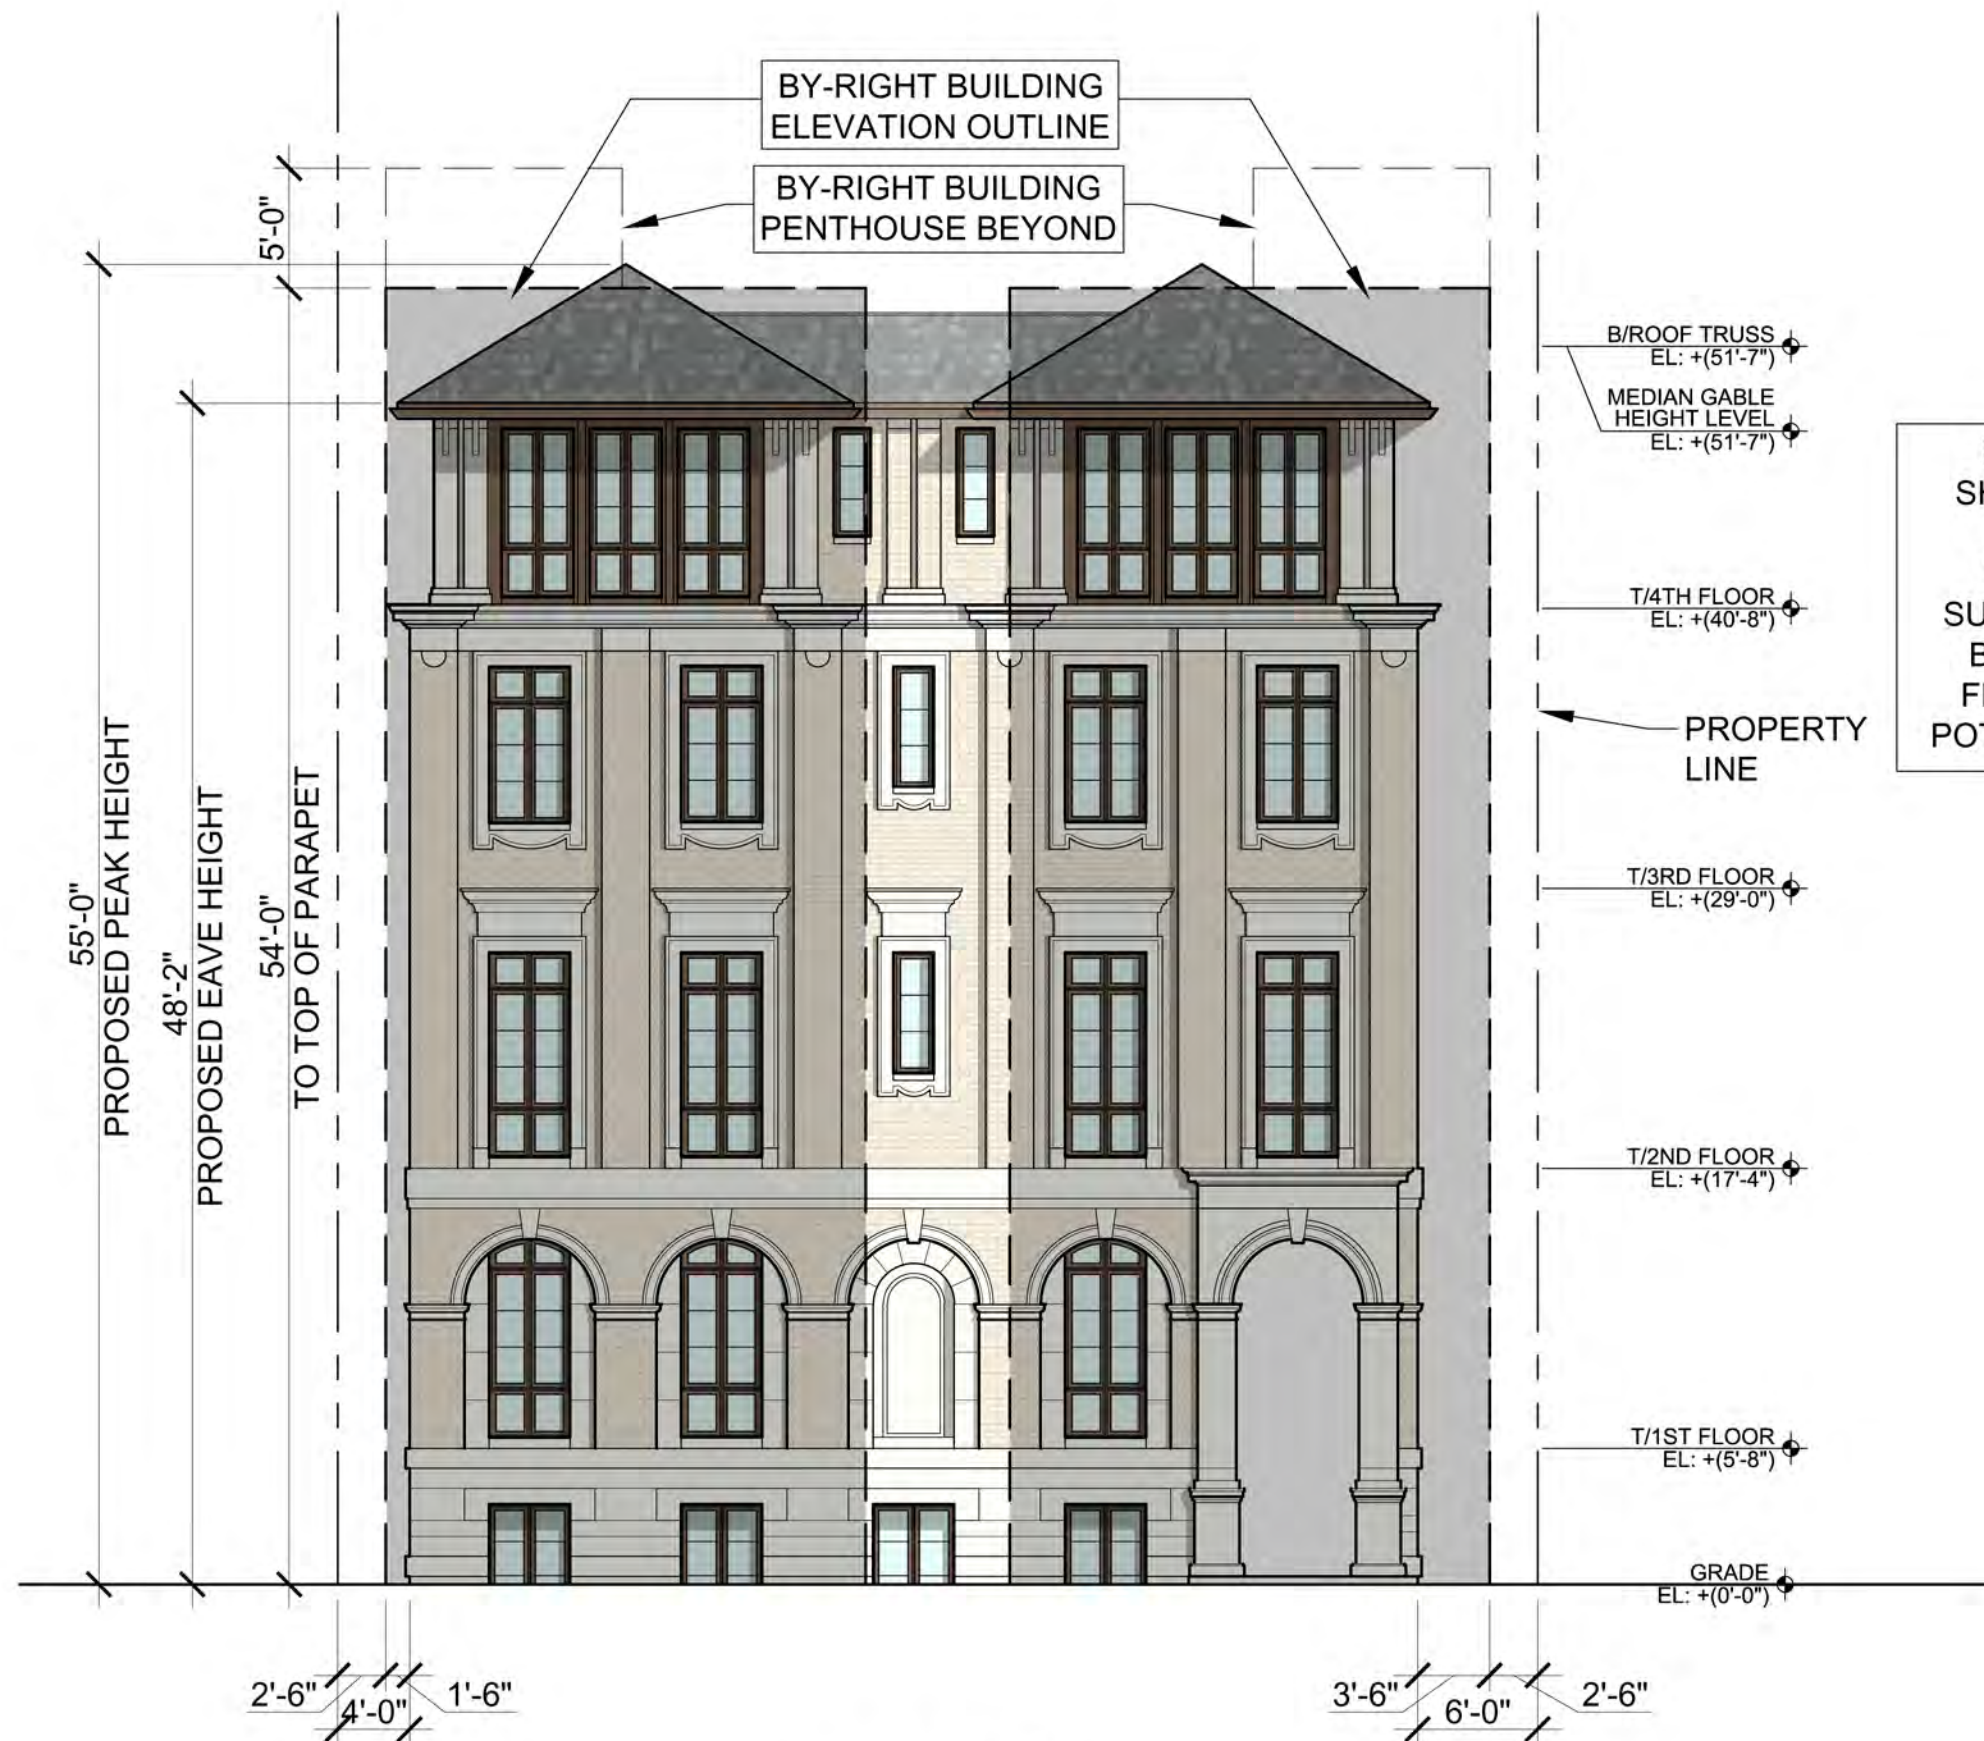 BY-RIGHT BUILDING
ELEVATION OUTLINE
BY-RIGHT BUILDING
PENTHOUSE BEYOND
5'-0"
55'-0"
PROPOSED PEAK HEIGHT
48'-2"
PROPOSED EAVE HEIGHT
54'-0"
TO TOP OF PARAPET
B/ROOF TRUSS
EL: +(51'-7")
MEDIAN GABLE
HEIGHT LEVEL
EL: +(51'-7")
T/4TH FLOOR
EL: +(40'-8")
PROPERTY
LINE
T/3RD FLOOR
EL: +(29'-0")
T/2ND FLOOR
EL: +(17'-4")
T/1ST FLOOR
EL: +(5'-8")
GRADE
EL: +(0'-0")
SH
SU
B
POT
2'-6"
4'-0"
1'-6"
3'-6"
6'-0"
2'-6"